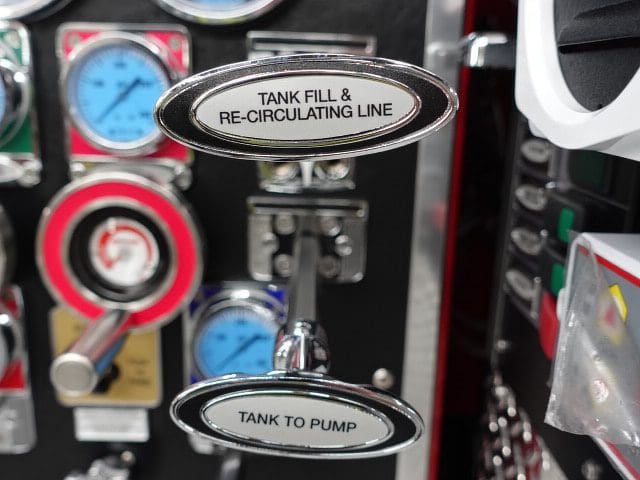 TANK FILL &
RE-CIRCULATING LINE
TANK TO PUMP